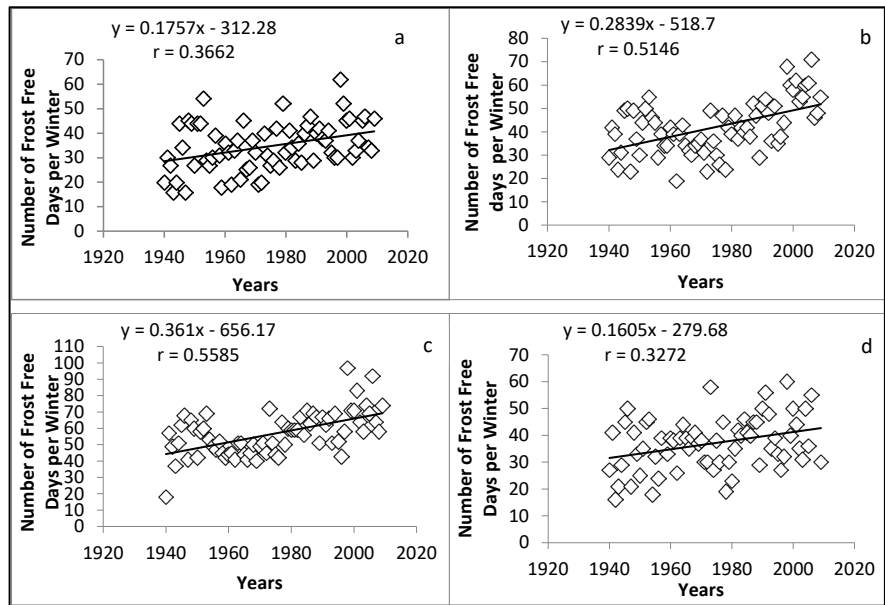 y = 0.1757x - 312.28
r = 0.3662
a
Number of Frost Free
Days per Winter
70
60
50
40
30
20
10
0
1920
1940
1960
1980
2000
2020
Years
y = 0.2839x - 518.7
r = 0.5146
b
Number of Frost Free
days per Winter
80
70
60
50
40
30
20
10
0
1920
1940
1960
1980
2000
2020
Years
y = 0.361x - 656.17
r = 0.5585
c
Number of Frost Free
Days per Winter
110
100
90
80
70
60
50
40
30
20
10
0
1920
1940
1960
1980
2000
2020
Years
y = 0.1605x - 279.68
r = 0.3272
d
Number of Frost Free
Days per Winter
70
60
50
40
30
20
10
0
1920
1940
1960
1980
2000
2020
Years